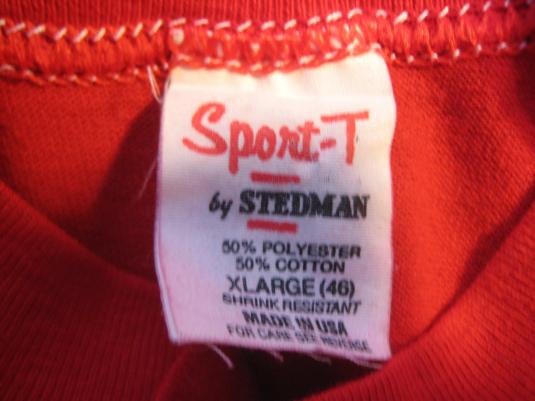 Sport-T
by STEDMAN
50% POLYESTER
50% COTTON
XLARGE (46)
SHRINK RESISTANT
MADE IN USA
FOR CARE SEE REVERSE